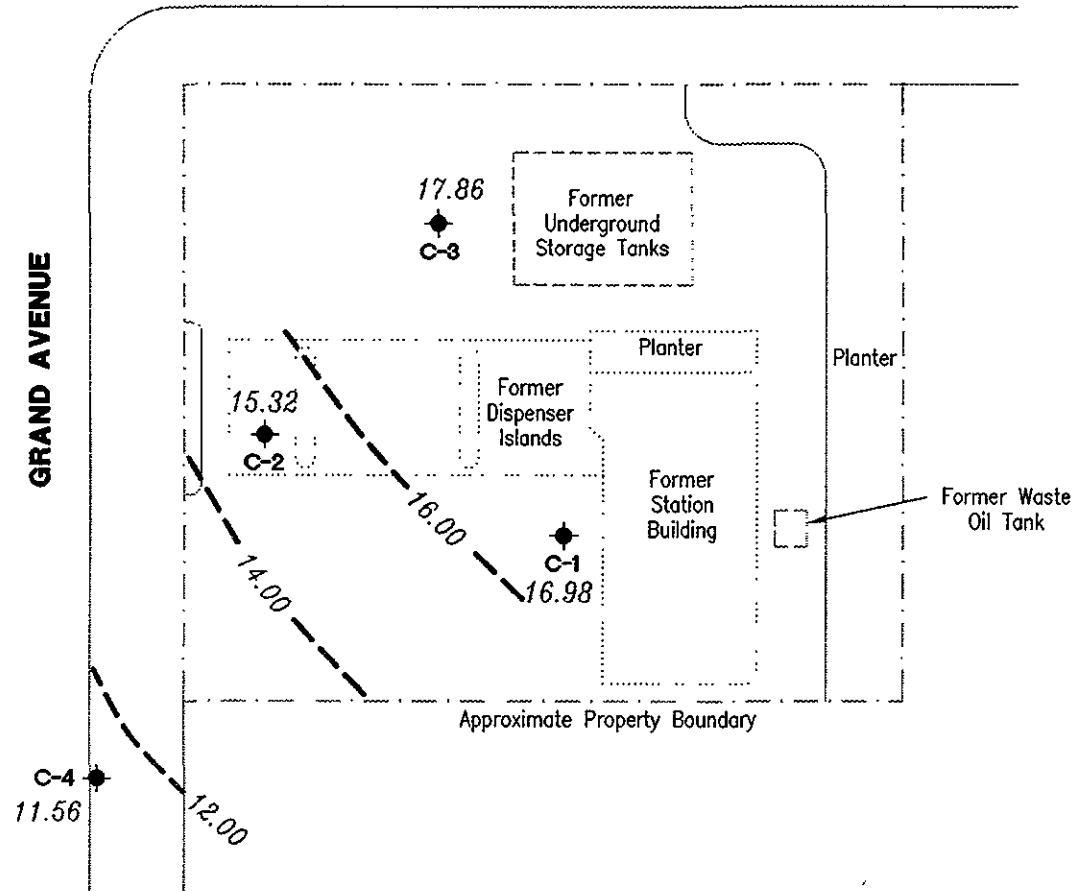 GRAND AVENUE
17.86
C-3
Former
Underground
Storage Tanks
Planter
Planter
15.32
C-2
Former
Dispenser
Islands
16.00
C-1
16.98
Former
Station
Building
Former Waste
Oil Tank
14.00
Approximate Property Boundary
C-4
11.56
12.00